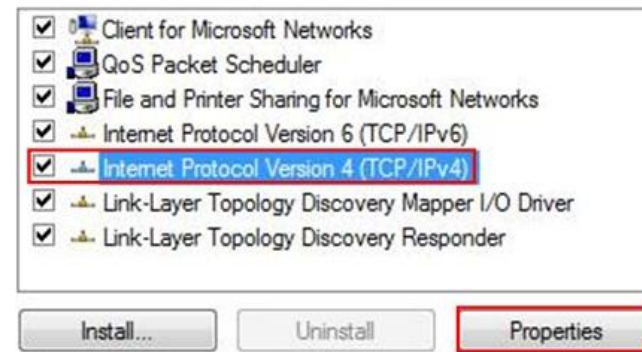 Client for Microsoft Networks
QoS Packet Scheduler
File and Printer Sharing for Microsoft Networks
Internet Protocol Version 6 (TCP/IPv6)
Internet Protocol Version 4 (TCP/IPv4)
Link-Layer Topology Discovery Mapper I/O Driver
Link-Layer Topology Discovery Responder
Install... Uninstall Properties